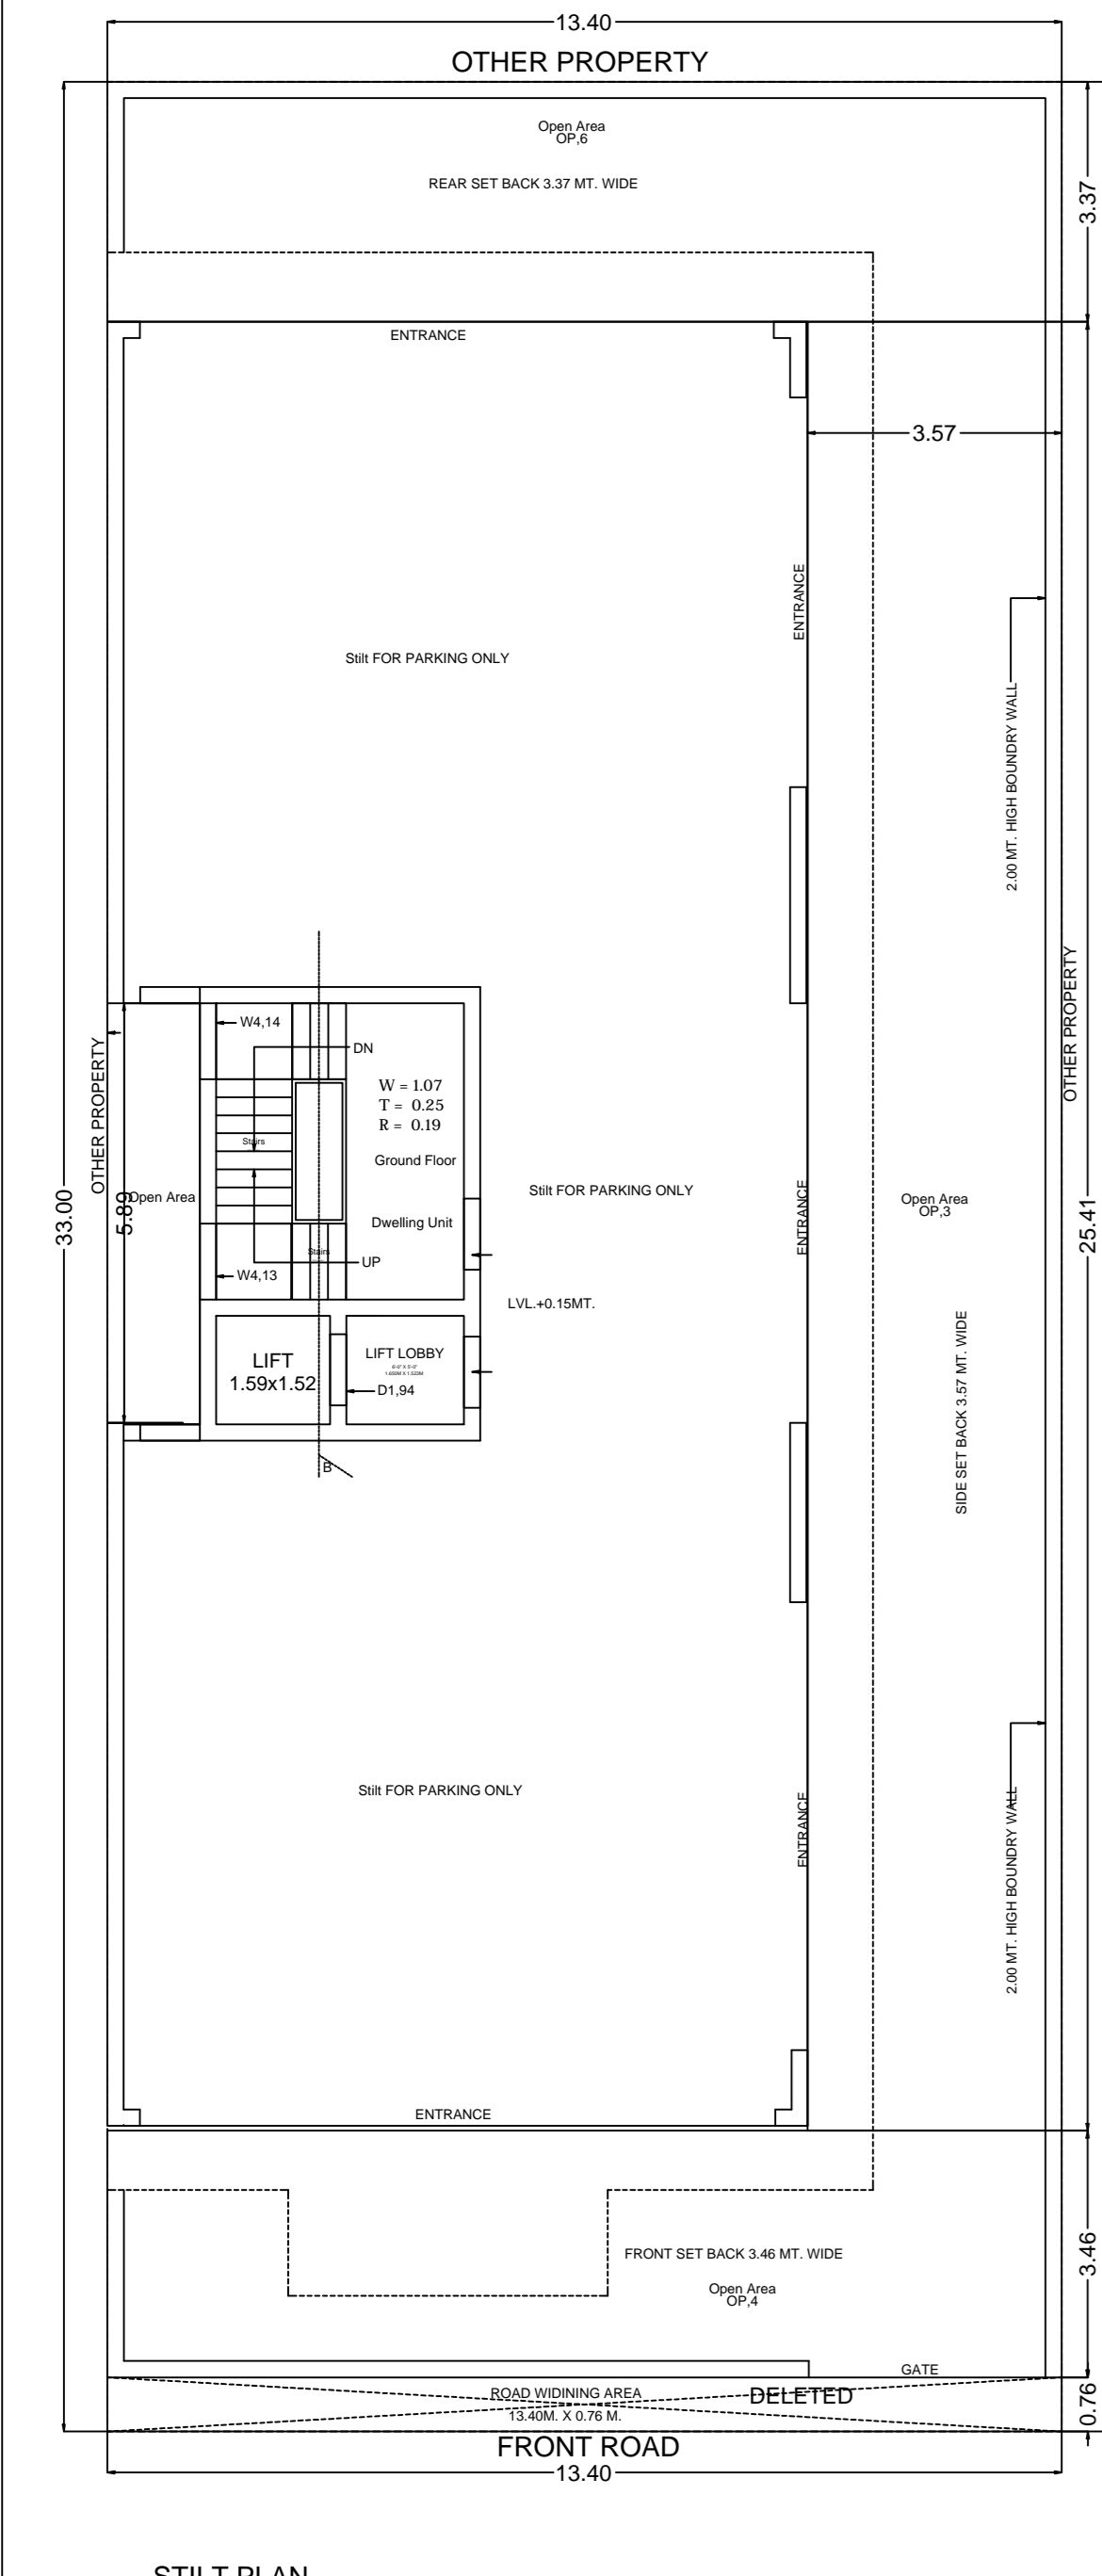 13.40
OTHER PROPERTY
Open Area
OP,6
REAR SET BACK 3.37 MT. WIDE
3.37
ENTRANCE
3.57
ENTRANCE
Stilt FOR PARKING ONLY
2.00 MT. HIGH BOUNDRY WALL
OTHER PROPERTY
W4,14
DN
OTHER PROPERTY
W = 1.07
T = 0.25
R = 0.19
Stairs
Ground Floor
Stilt FOR PARKING ONLY
Open Area
5.89
33.00
ENTRANCE
Open Area
OP,3
25.41
Dwelling Unit
Stairs
UP
W4,13
LVL.+0.15MT.
SIDE SET BACK 3.57 MT. WIDE
LIFT
1.59x1.52
LIFT LOBBY
D1,94
B
Stilt FOR PARKING ONLY
ENTRANCE
2.00 MT. HIGH BOUNDRY WALL
ENTRANCE
FRONT SET BACK 3.46 MT. WIDE
3.46
Open Area
OP,4
GATE
ROAD WIDINING AREA
DELETED
13.40M. X 0.76 M.
0.76
FRONT ROAD
13.40
STILT PLAN